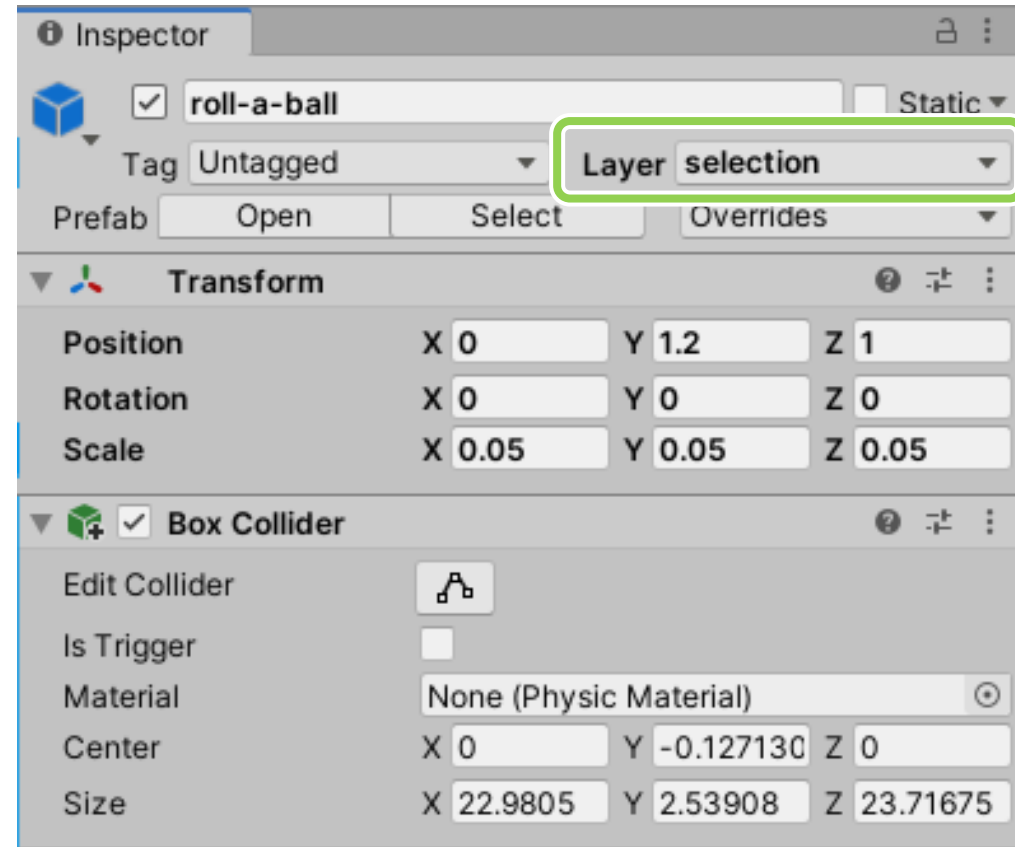 Inspector
roll-a-ball Static
Tag Untagged Layer selection
Prefab Open Select Overrides
Transform
Position X 0 Y 1.2 Z 1
Rotation X 0 Y 0 Z 0
Scale X 0.05 Y 0.05 Z 0.05
Box Collider
Edit Collider
Is Trigger
Material None (Physic Material)
Center X 0 Y -0.127130 Z 0
Size X 22.9805 Y 2.53908 Z 23.71675